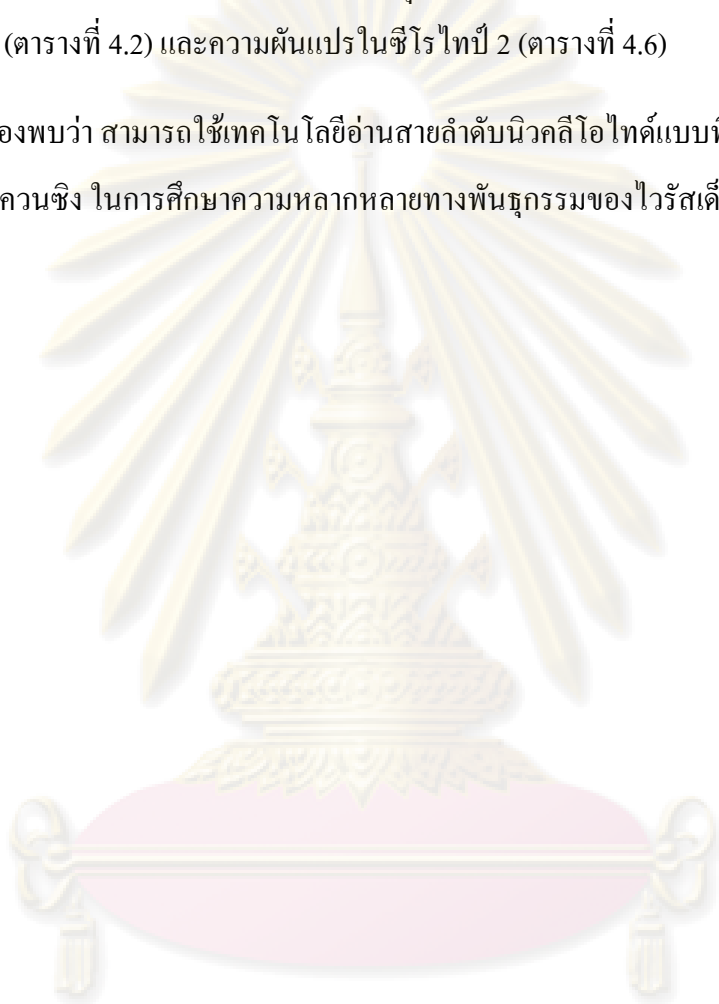 (ตารางที่ 4.2) และความผันแปรในซีโรไทป์ 2 (ตารางที่ 4.6)
องพบว่า สามารถใช้เทคโนโลยีอ่านสายลำดับนิวคลีโอไทด์แบบ
ควนซิง ในการศึกษาความหลากหลายทางพันธุกรรมของไวรัส